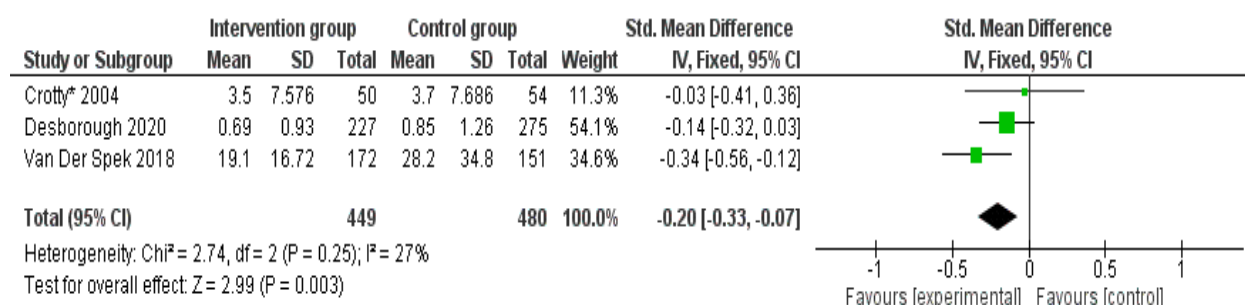 Intervention group Control group Std. Mean Difference Std. Mean Difference
Study or Subgroup Mean SD Total Mean SD Total Weight IV, Fixed, 95% CI IV, Fixed, 95% CI
Crotty* 2004 3.5 7.576 50 3.7 7.686 54 11.3% -0.03 [-0.41, 0.36]
Desborough 2020 0.69 0.93 227 0.85 1.26 275 54.1% -0.14 [-0.32, 0.03]
Van Der Spek 2018 19.1 16.72 172 28.2 34.8 151 34.6% -0.34 [-0.56, -0.12]
Total (95% CI) 449 480 100.0% -0.20 [-0.33, -0.07]
Heterogeneity: Chi² = 2.74, df = 2 (P = 0.25); I² = 27%
Test for overall effect: Z = 2.99 (P = 0.003)
-1 -0.5 0 0.5 1
Favours [experimental] Favours [control]